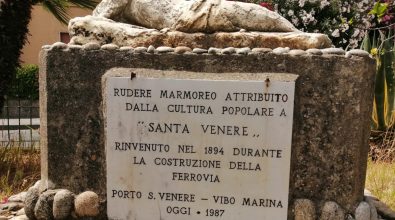 RUDERE MARMOREO ATTRIBUITO
DALLA CULTURA POPOLARE A
"SANTA VENERE„
RINVENUTO NEL 1894 DURANTE
LA COSTRUZIONE DELLA
FERROVIA
PORTO S. VENERE - VIBO MARINA
OGGI · 1987